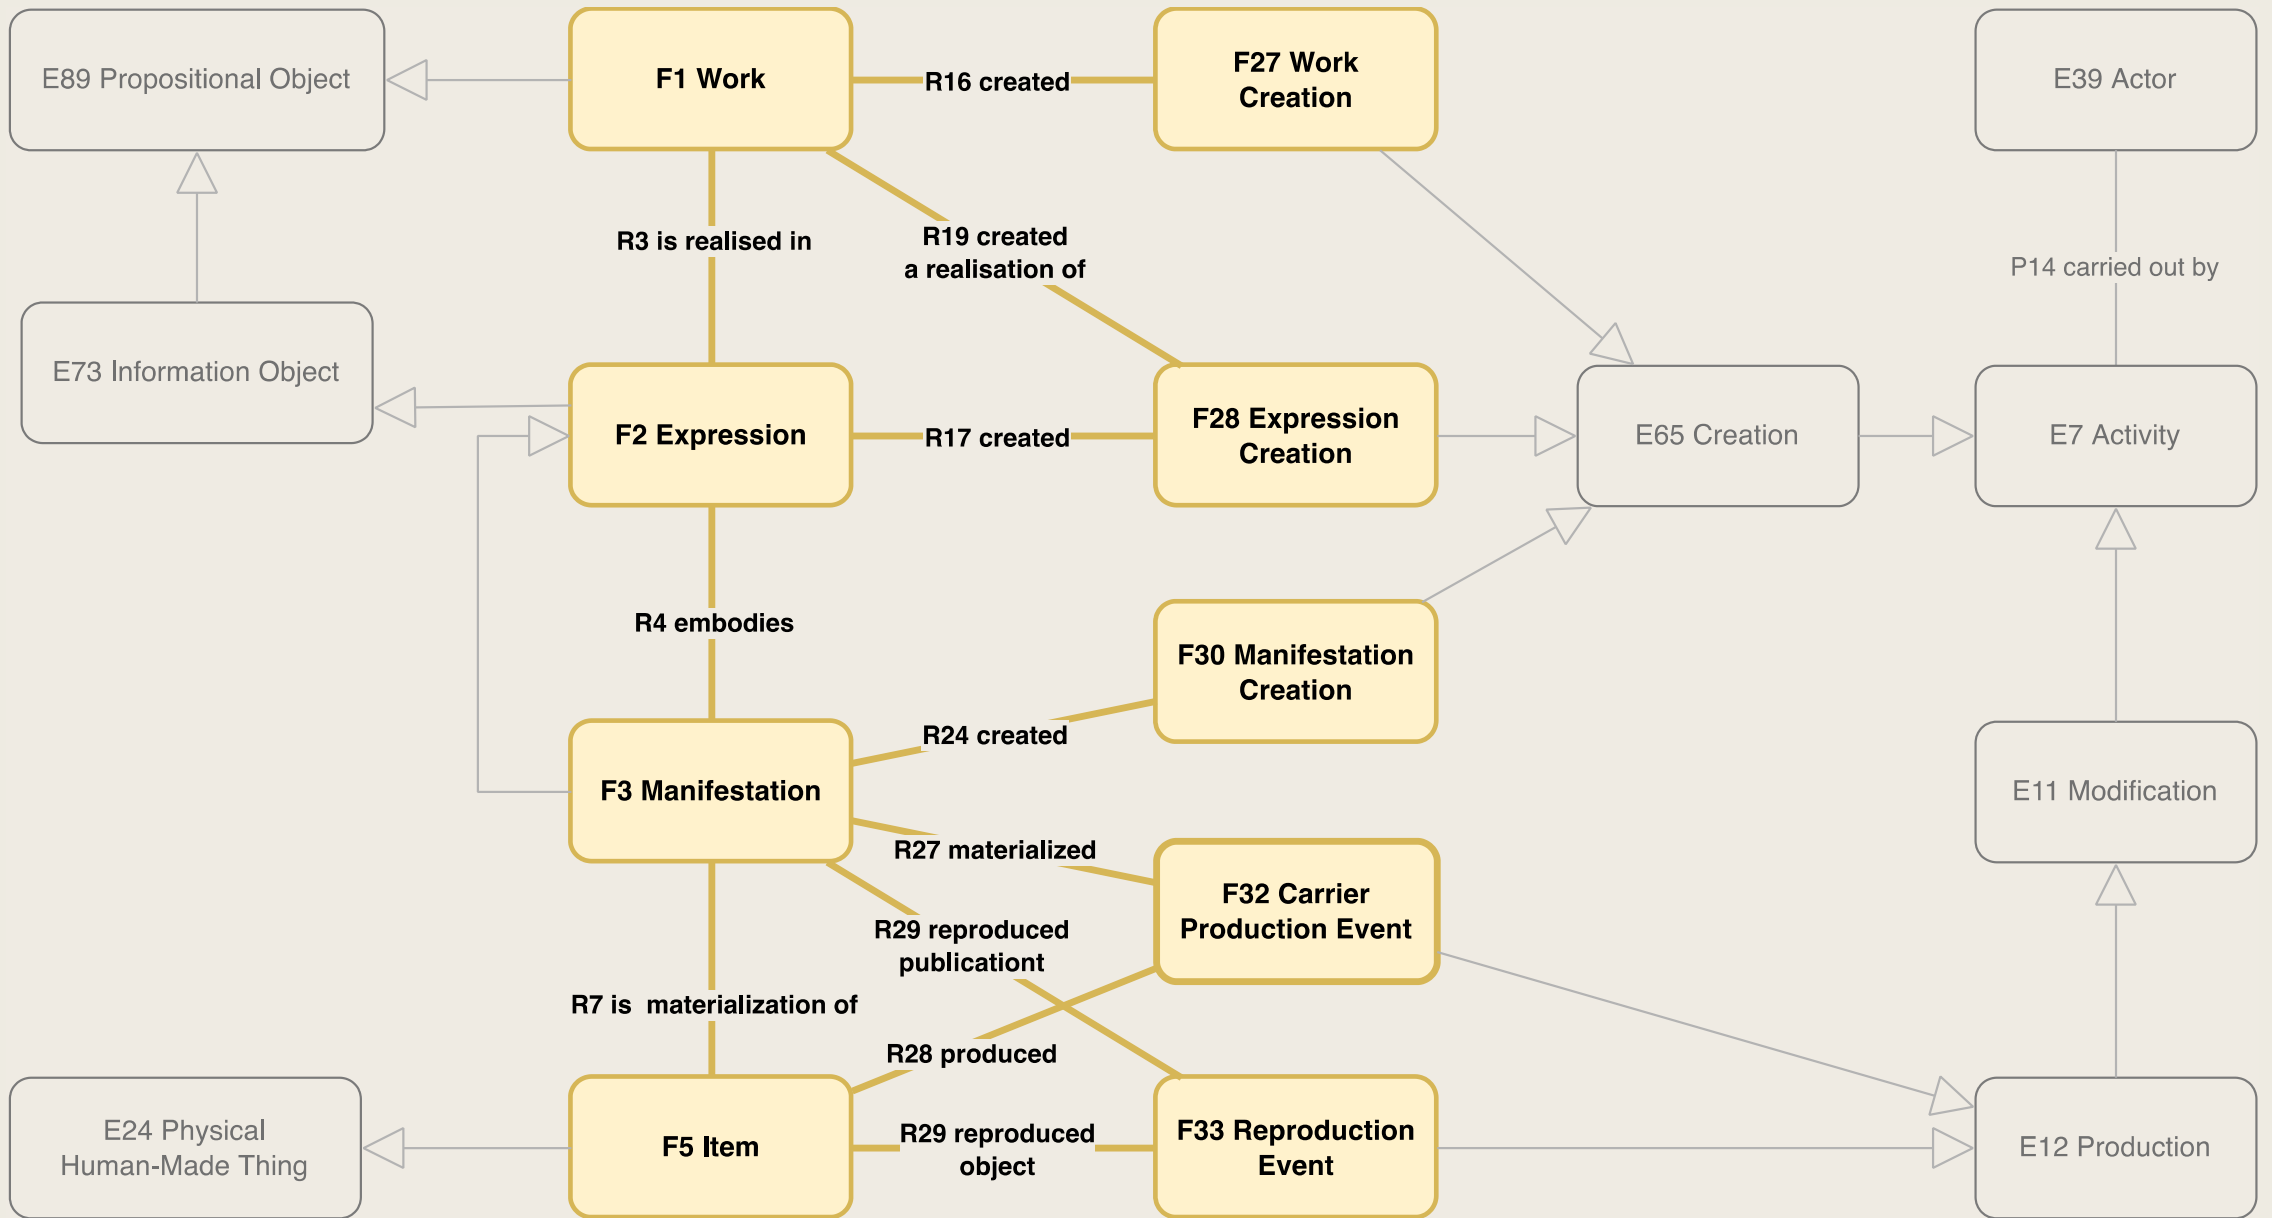 E89 Propositional Object
F1 Work
R16 created
F27 Work
Creation
E39 Actor
R3 is realised in
R19 created
a realisation of
P14 carried out by
E73 Information Object
F2 Expression
R17 created
F28 Expression
Creation
E65 Creation
E7 Activity
R4 embodies
F30 Manifestation
Creation
R24 created
F3 Manifestation
E11 Modification
R27 materialized
F32 Carrier
Production Event
R29 reproduced
publicationt
R7 is  materialization of
R28 produced
E24 Physical
Human-Made Thing
F5 Item
R29 reproduced
object
F33 Reproduction
Event
E12 Production